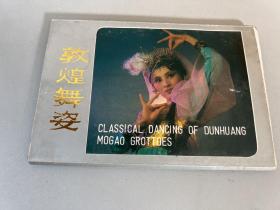 敦煌舞姿
CLASSICAL DANCING OF DUNHUANG
MOGAO GROTTOES